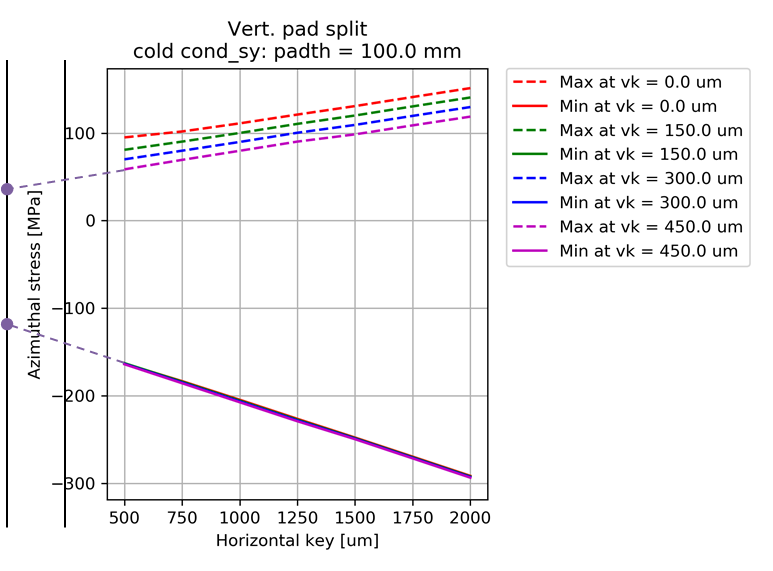 Vert. pad split
cold cond_sy: padth = 100.0 mm
Azimuthal stress [MPa]
100
0
−100
−200
−300
500 750 1000 1250 1500 1750 2000
Horizontal key [um]
Max at vk = 0.0 um
Min at vk = 0.0 um
Max at vk = 150.0 um
Min at vk = 150.0 um
Max at vk = 300.0 um
Min at vk = 300.0 um
Max at vk = 450.0 um
Min at vk = 450.0 um